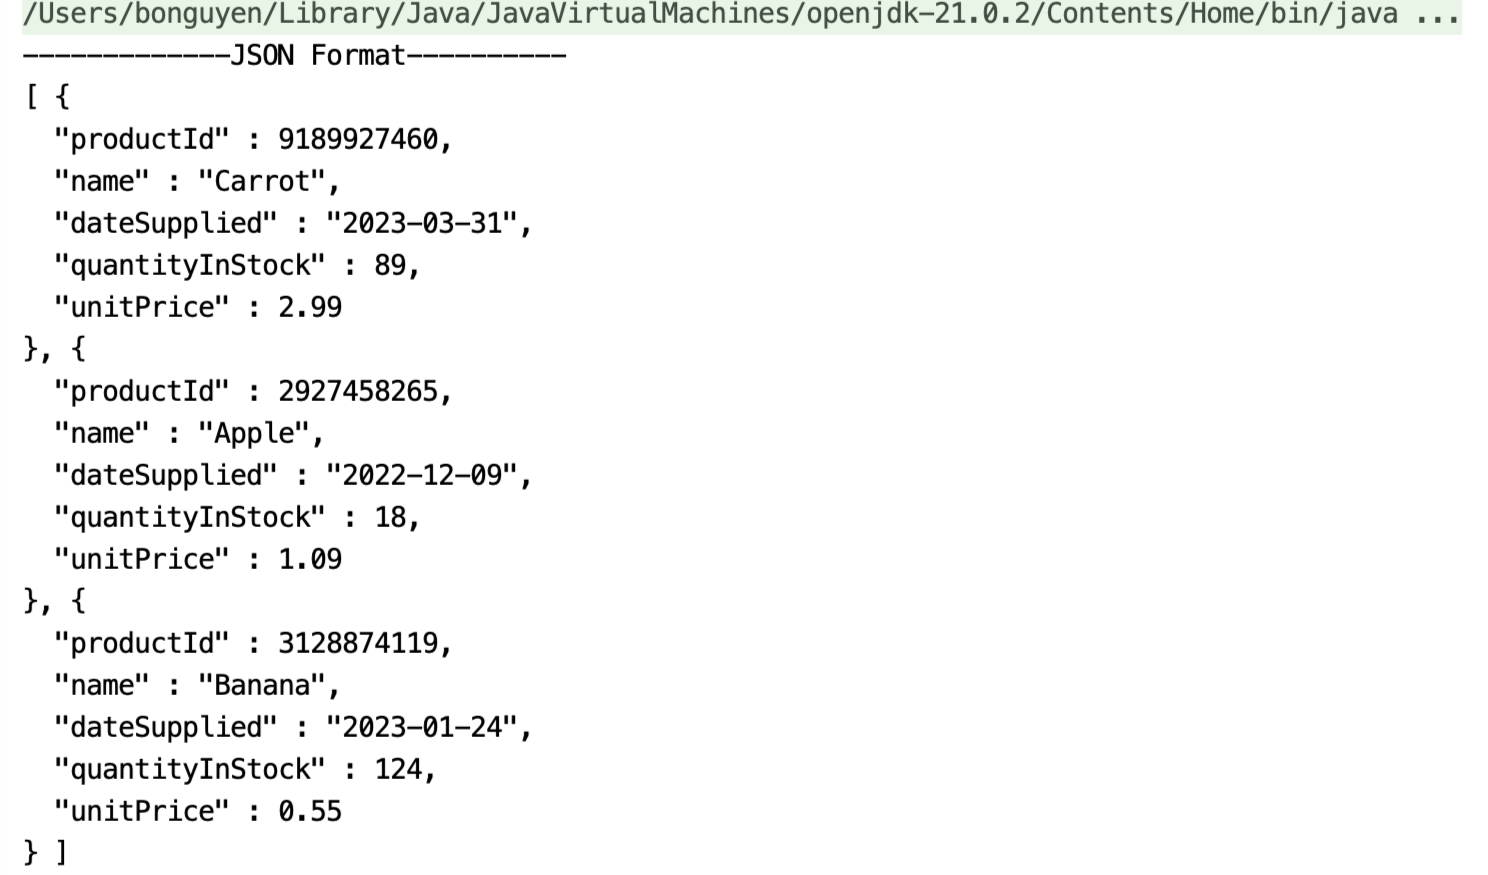 /Users/bonguyen/Library/Java/JavaVirtualMachines/openjdk-21.0.2/Contents/Home/bin/java ...
-------------JSON Format----------
[ {
  "productId" : 9189927460,
  "name" : "Carrot",
  "dateSupplied" : "2023-03-31",
  "quantityInStock" : 89,
  "unitPrice" : 2.99
}, {
  "productId" : 2927458265,
  "name" : "Apple",
  "dateSupplied" : "2022-12-09",
  "quantityInStock" : 18,
  "unitPrice" : 1.09
}, {
  "productId" : 3128874119,
  "name" : "Banana",
  "dateSupplied" : "2023-01-24",
  "quantityInStock" : 124,
  "unitPrice" : 0.55
} ]